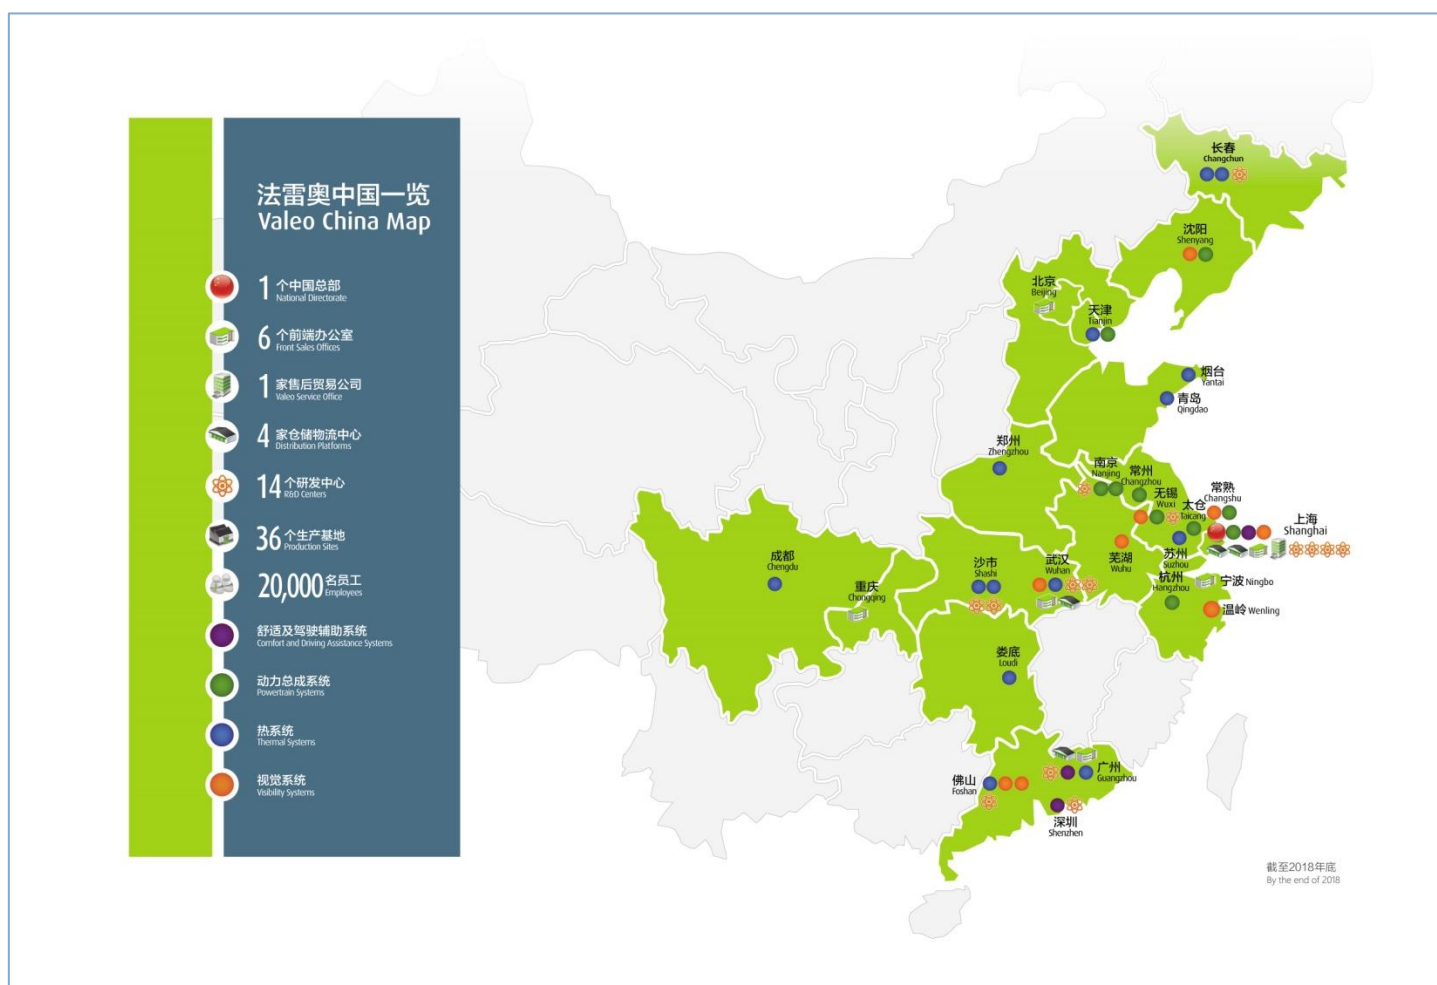 法雷奥中国一览
Valeo China Map
1 个中国总部
National Directorate
6 个前端办公室
Front Sales Offices
1 家售后贸易公司
Valeo Service Office
4 家仓储物流中心
Distribution Platforms
14 个研发中心
R&D Centers
36 个生产基地
Production Sites
20,000 名员工
Employees
舒适及驾驶辅助系统
Comfort and Driving Assistance Systems
动力总成系统
Powertrain Systems
热系统
Thermal Systems
视觉系统
Visibility Systems
长春
Changchun
沈阳
Shenyang
北京
Beijing
天津
Tianjin
烟台
Yantai
青岛
Qingdao
郑州
Zhengzhou
南京
Nanjing
常州
Changzhou
无锡
Wuxi
太仓
Taicang
常熟
Changshu
上海
Shanghai
成都
Chengdu
重庆
Chongqing
沙市
Shashi
武汉
Wuhan
芜湖
Wuhu
苏州
Suzhou
杭州
Hangzhou
宁波 Ningbo
温岭 Wenling
娄底
Loudi
佛山
Foshan
广州
Guangzhou
深圳
Shenzhen
截至2018年底
By the end of 2018